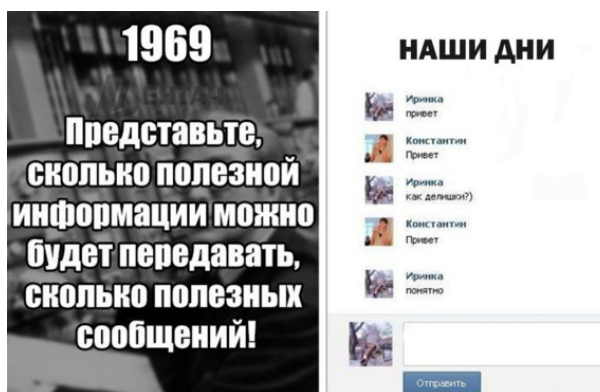 1969
Представьте,
сколько полезной
информации можно
будет передавать,
сколько полезных
сообщений!
НАШИ ДНИ
Иринка
привет
Константин
Привет
Иринка
как делишки?)
Константин
Привет
Иринка
понятно
Отправить